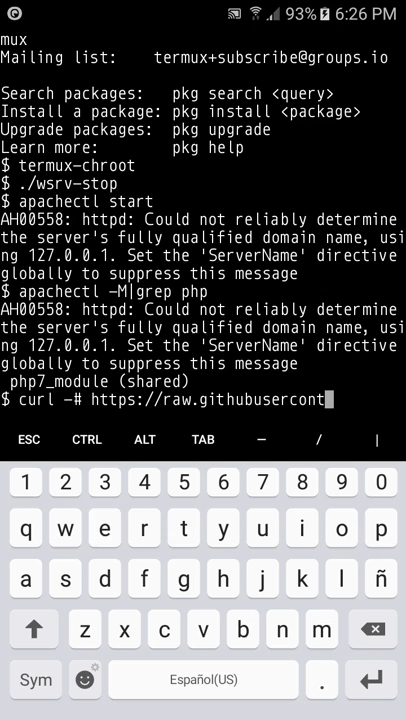 93% 6:26 PM
mux
Mailing list:    termux+subscribe@groups.io
Search packages:   pkg search <query>
Install a package: pkg install <package>
Upgrade packages:  pkg upgrade
Learn more:        pkg help
$ termux-chroot
$ ./wsrv-stop
$ apachectl start
AH00558: httpd: Could not reliably determine
the server's fully qualified domain name, usi
ng 127.0.0.1. Set the 'ServerName' directive
globally to suppress this message
$ apachectl -M|grep php
AH00558: httpd: Could not reliably determine
the server's fully qualified domain name, usi
ng 127.0.0.1. Set the 'ServerName' directive
globally to suppress this message
 php7_module (shared)
$ curl -# https://raw.githubusercont
ESC CTRL ALT TAB — / |
1 2 3 4 5 6 7 8 9 0
q w e r t y u i o p
a s d f g h j k l ñ
z x c v b n m
Sym Español(US) .